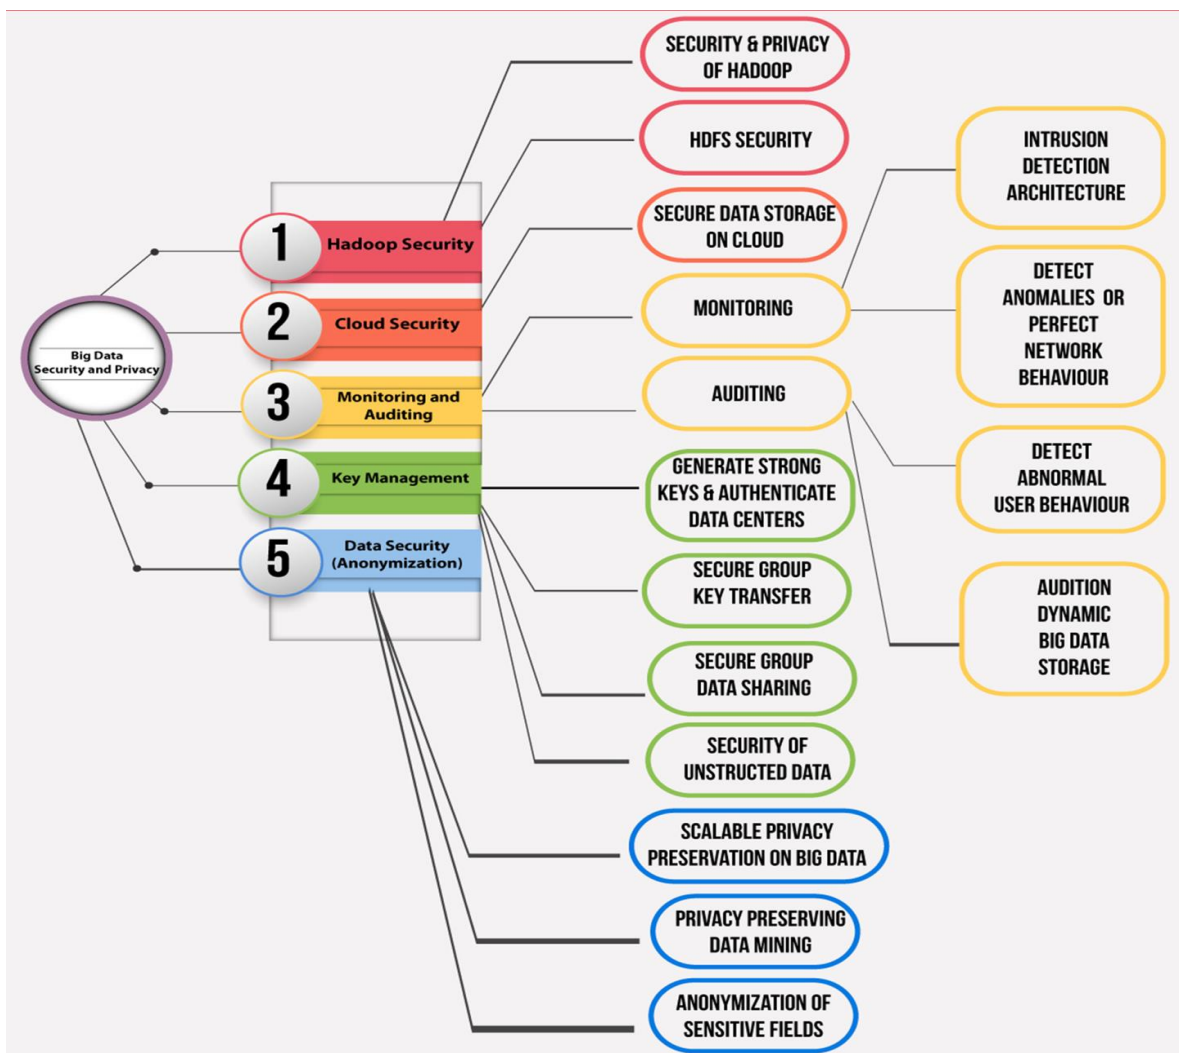 Big Data
Security and Privacy
1
Hadoop Security
2
Cloud Security
3
Monitoring and
Auditing
4
Key Management
5
Data Security
(Anonymization)
SECURITY & PRIVACY
OF HADOOP
HDFS SECURITY
SECURE DATA STORAGE
ON CLOUD
MONITORING
AUDITING
GENERATE STRONG
KEYS & AUTHENTICATE
DATA CENTERS
SECURE GROUP
KEY TRANSFER
SECURE GROUP
DATA SHARING
SECURITY OF
UNSTRUCTED DATA
SCALABLE PRIVACY
PRESERVATION ON BIG DATA
PRIVACY PRESERVING
DATA MINING
ANONYMIZATION OF
SENSITIVE FIELDS
INTRUSION
DETECTION
ARCHITECTURE
DETECT
ANOMALIES OR
PERFECT
NETWORK
BEHAVIOUR
DETECT
ABNORMAL
USER BEHAVIOUR
AUDITION
DYNAMIC
BIG DATA
STORAGE